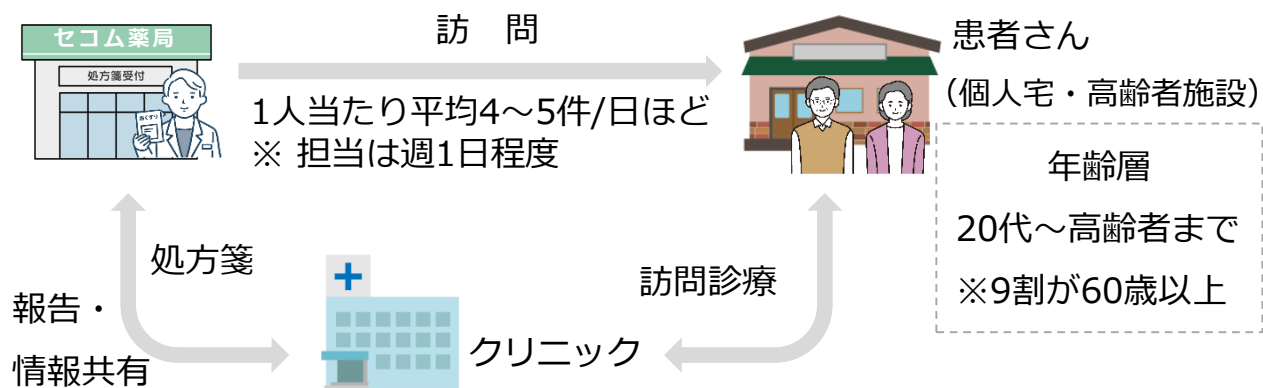 セコム薬局
処方箋受付
おくすり
訪　問
1人当たり平均4～5件/日ほど
※ 担当は週1日程度
患者さん
（個人宅・高齢者施設）
年齢層
20代～高齢者まで
※9割が60歳以上
処方箋
報告・
情報共有
クリニック
訪問診療